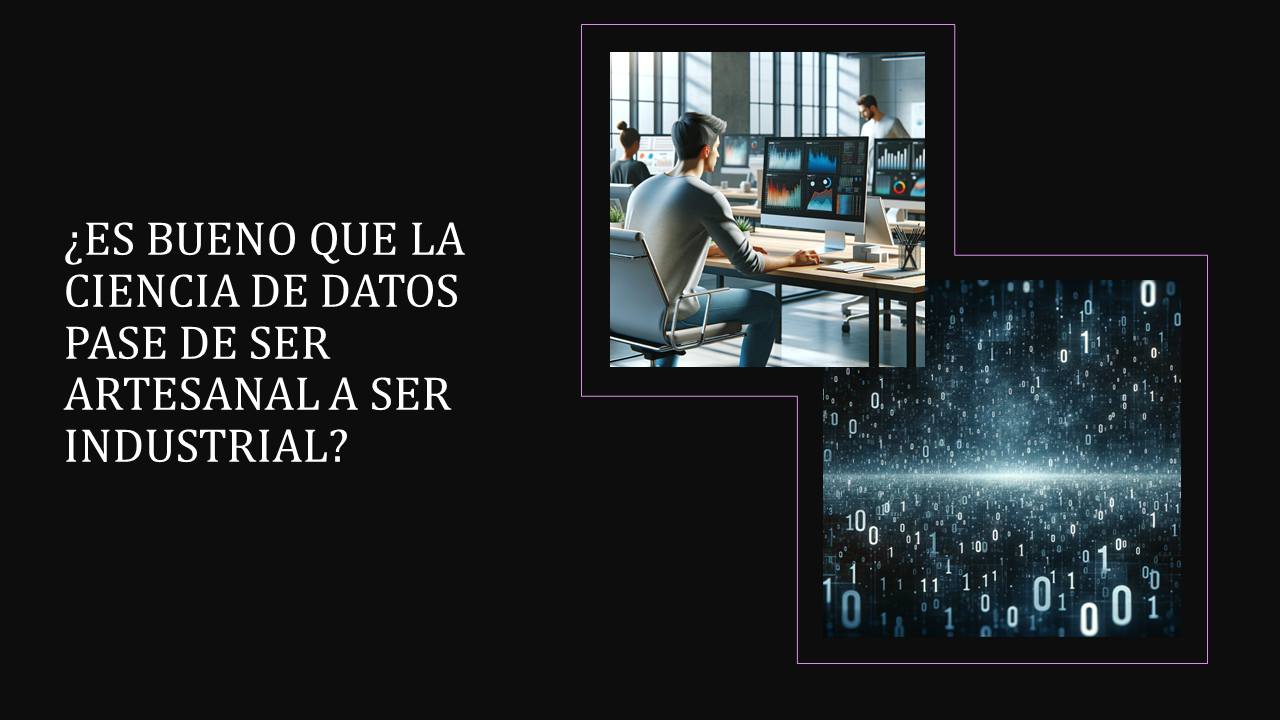 ¿ES BUENO QUE LA
CIENCIA DE DATOS
PASE DE SER
ARTESANAL A SER
INDUSTRIAL?